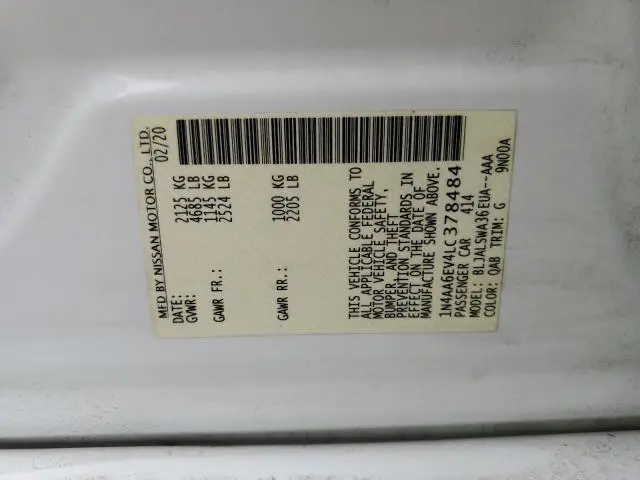 MFD BY NISSAN MOTOR CO., LTD.
02/20
2125 KG
GVWR: 4685 LB
1145 KG
GAWR FR.: 2524 LB
1000 KG
GAWR RR.: 2205 LB
THIS VEHICLE CONFORMS TO
ALL APPLICABLE FEDERAL
MOTOR VEHICLE SAFETY,
BUMPER, AND THEFT
PREVENTION STANDARDS IN
EFFECT ON THE DATE OF
MANUFACTURE SHOWN ABOVE.
1N4AA6EV4LC378484
PASSENGER CAR 414
MODEL: BLJALSWA36EUA--AAA
COLOR: QAB TRIM: G 9N00A